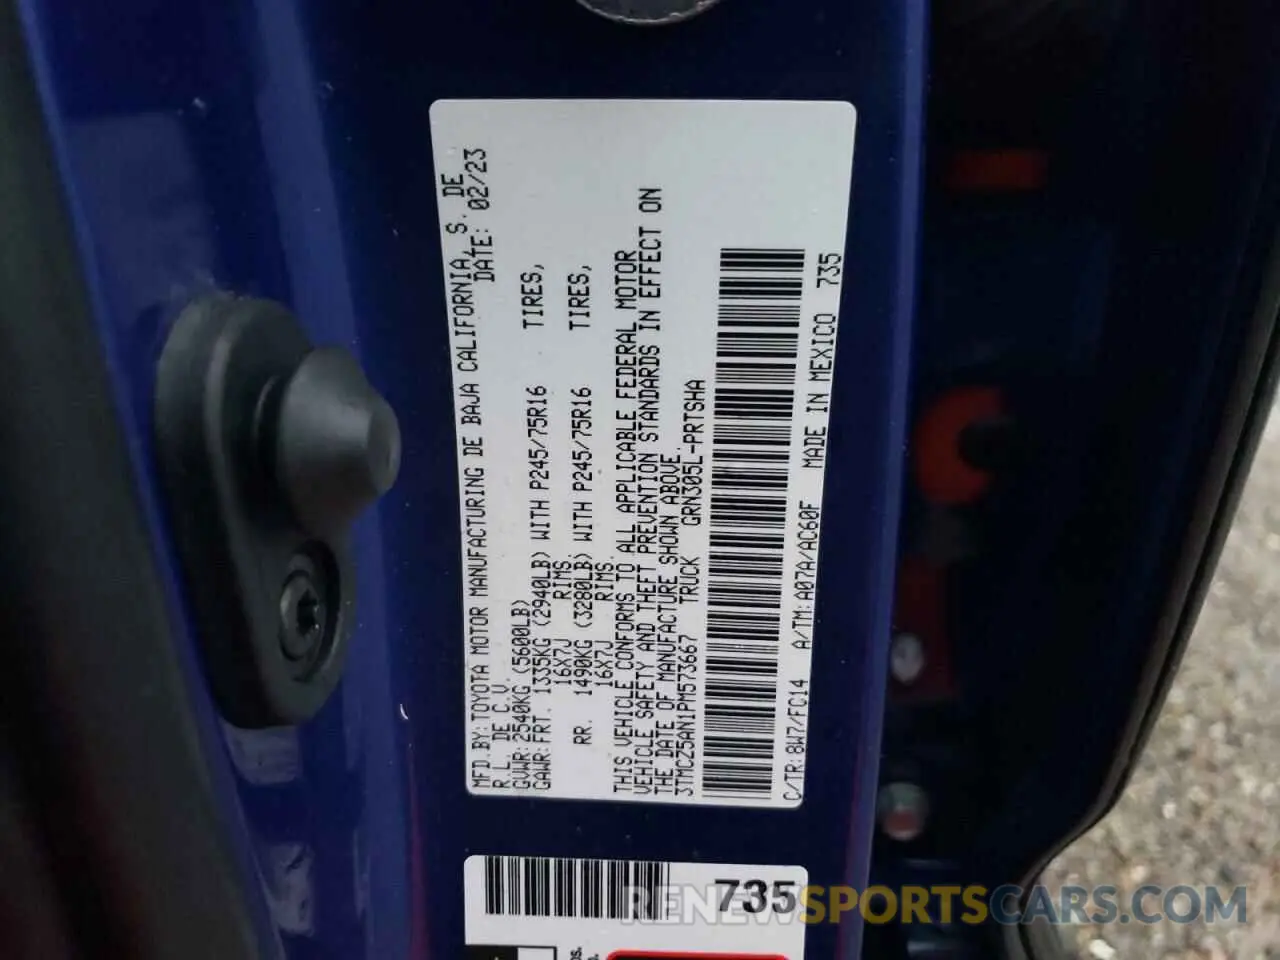 MFD.BY:TOYOTA MOTOR MANUFACTURING DE BAJA CALIFORNIA, S. DE
R.L. DE C.V. DATE: 02/23
GVWR:2540KG (5600LB)
GAWR:FRT. 1335KG (2940LB) WITH P245/75R16 TIRES,
16X7J RIMS.
RR. 1490KG (3280LB) WITH P245/75R16 TIRES,
16X7J RIMS.
THIS VEHICLE CONFORMS TO ALL APPLICABLE FEDERAL MOTOR
VEHICLE SAFETY AND THEFT PREVENTION STANDARDS IN EFFECT ON
THE DATE OF MANUFACTURE SHOWN ABOVE.
3TMCZ5AN1PM573667 TRUCK GRN305L-PRTSHA
C/TR:8W7/FC14 A/TM:A07A/AC60F MADE IN MEXICO 735
735
RENEWSPORTSCARS.COM